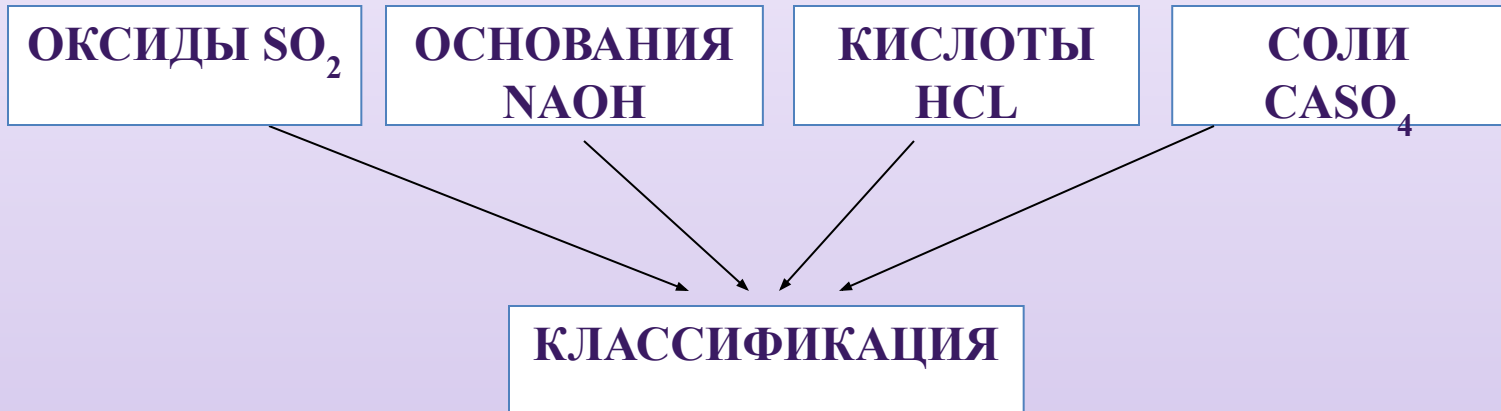 ОКСИДЫ SO₂
ОСНОВАНИЯ
NAOH
КИСЛОТЫ
HCL
СОЛИ
CASO₄
КЛАССИФИКАЦИЯ